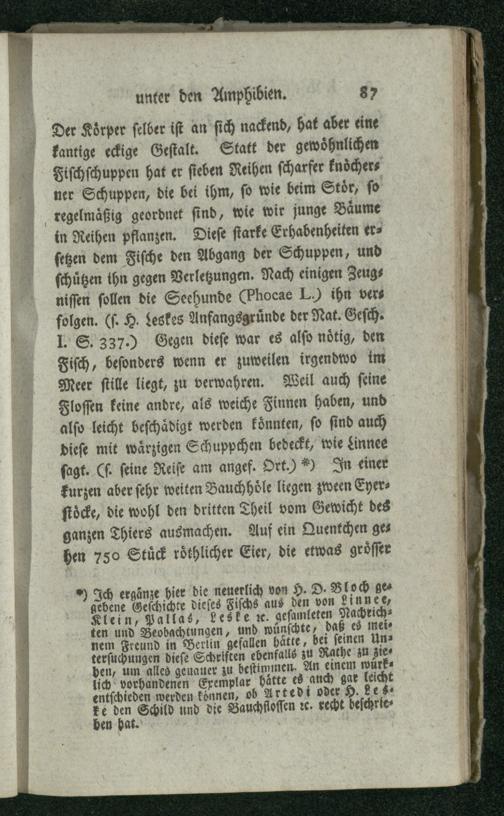 unter den Amphibien. 87
Der Körper selber ist an sich nackend, hat aber eine
kantige eckige Gestalt. Statt der gewöhnlichen
Fischschuppen hat er sieben Reihen scharfer knöcher-
ner Schuppen, die bei ihm, so wie beim Stör, so
regelmäßig geordnet sind, wie wir junge Bäume
in Reihen pflanzen. Diese starke Erhabenheiten er-
setzen dem Fische den Abgang der Schuppen, und
schützen ihn gegen Verletzungen. Nach einigen Zeug-
nissen sollen die Seehunde (Phocae L.) ihn ver-
folgen. (s. H. Leskes Anfangsgründe der Nat. Gesch.
I. S. 337.) Gegen diese war es also nötig, den
Fisch, besonders wenn er zuweilen irgendwo im
Meer stille liegt, zu verwahren. Weil auch seine
Flossen keine andre, als weiche Finnen haben, und
also leicht beschädigt werden könnten, so sind auch
diese mit wärzigen Schuppchen bedeckt, wie Linnee
sagt. (s. seine Reise am anges. Ort.) *) In einer
kurzen aber sehr weiten Bauchhöle liegen zween Eyer-
stöcke, die wohl den dritten Theil vom Gewicht des
ganzen Thiers ausmachen. Auf ein Quentchen ge-
hen 750 Stück röthlicher Eier, die etwas grösser
*) Ich ergänze hier die neuerlich von H. D. Bloch ge-
gebene Geschichte dieses Fischs aus den von Linnee,
Klein, Pallas, Leske ꝛc. gesamleten Nachrich-
ten und Beobachtungen, und wünschte, daß es mei-
nem Freund in Berlin gefallen hätte, bei seinen Un-
tersuchungen diese Schriften ebenfalls zu Rathe zu zie-
hen, um alles genauer zu bestimmen. An einem würk-
lich vorhandenen Exemplar hätte es auch gar leicht
entschieden werden können, ob Artedi oder H. Les-
ke den Schild und die Bauchflossen ꝛc. recht beschrie-
ben hat.